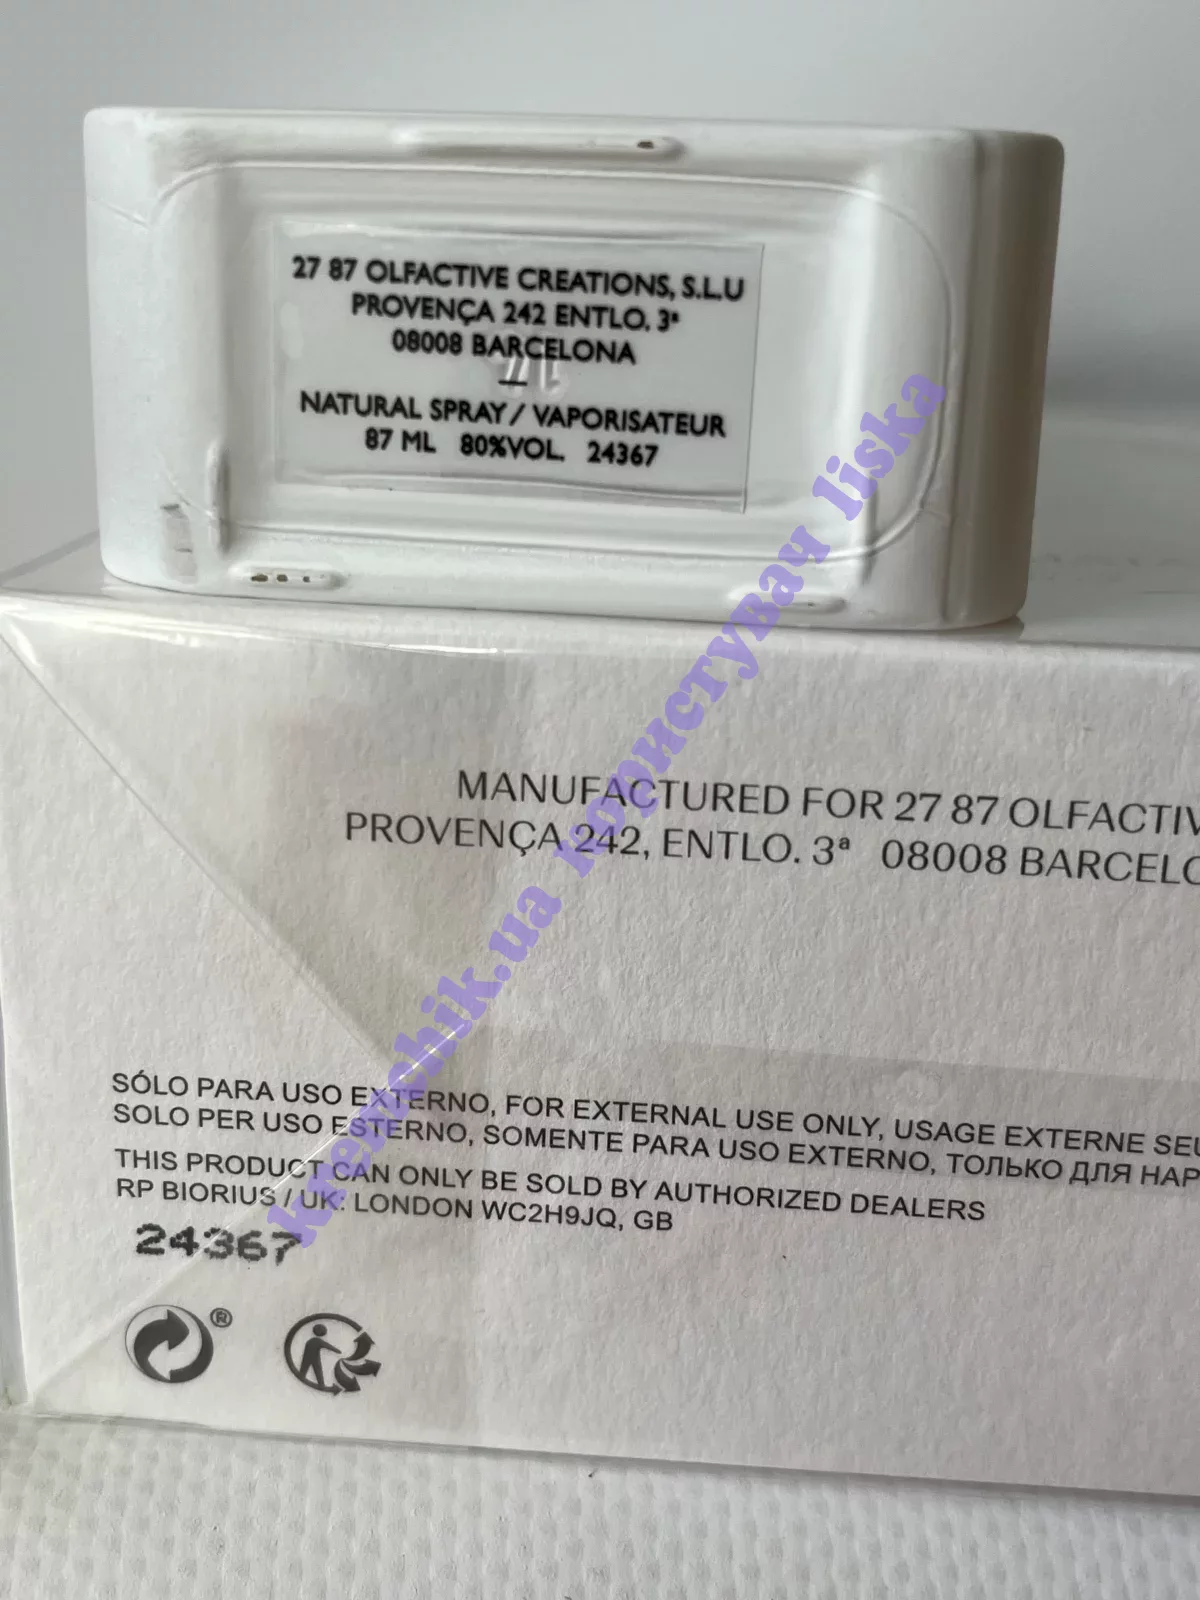 27 87 OLFACTIVE CREATIONS, S.L.U
PROVENÇA 242 ENTLO. 3ª
08008 BARCELONA
—
NATURAL SPRAY / VAPORISATEUR
87 ML 80%VOL. 24367
MANUFACTURED FOR 27 87 OLFACTIV
PROVENÇA 242, ENTLO. 3ª 08008 BARCELO
SÓLO PARA USO EXTERNO, FOR EXTERNAL USE ONLY, USAGE EXTERNE SEU
SOLO PER USO ESTERNO, SOMENTE PARA USO EXTERNO, ТОЛЬКО ДЛЯ НАР
THIS PRODUCT CAN ONLY BE SOLD BY AUTHORIZED DEALERS
RP BIORIUS / UK: LONDON WC2H9JQ, GB
24367
®
kremchik.ua користувач liska